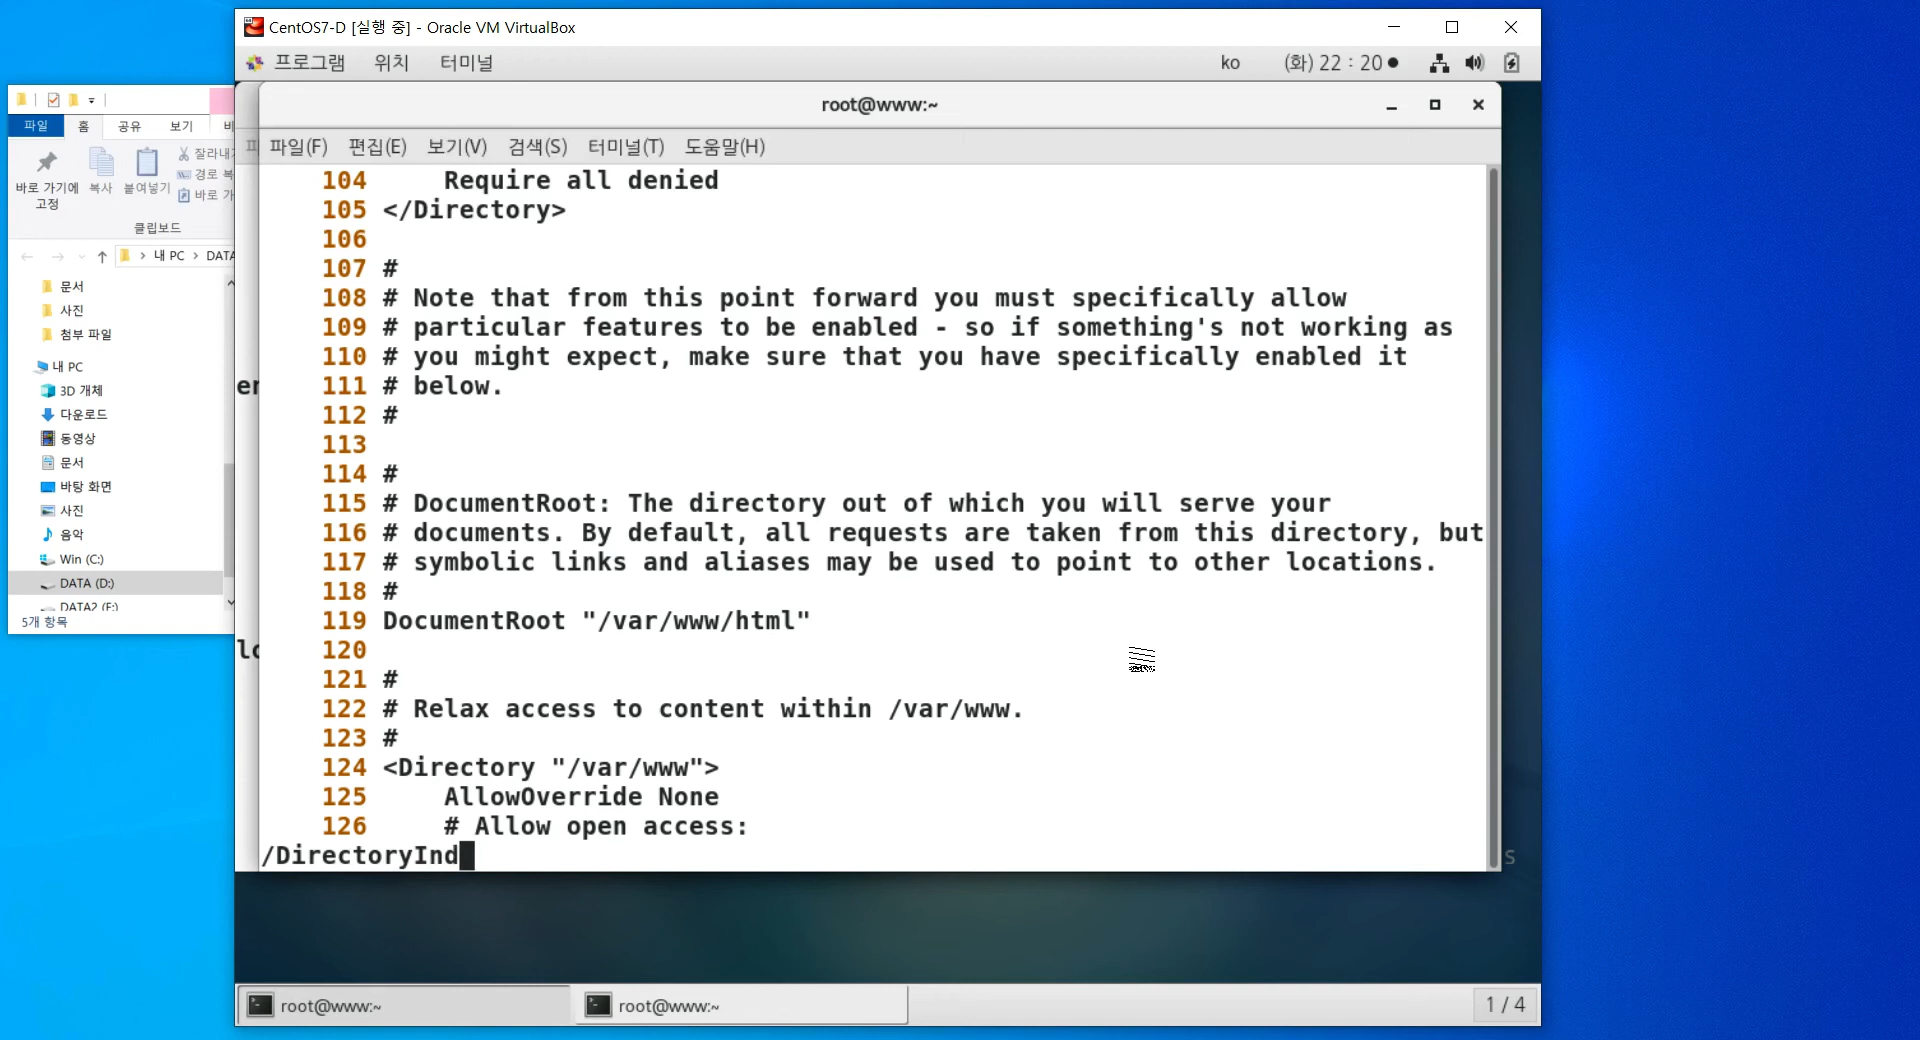 CentOS7-D [실행 중] - Oracle VM VirtualBox
프로그램 위치 터미널 ko (화) 22 : 20
root@www:~
파일(F) 편집(E) 보기(V) 검색(S) 터미널(T) 도움말(H)
104     Require all denied
105 </Directory>
106
107 #
108 # Note that from this point forward you must specifically allow
109 # particular features to be enabled - so if something's not working as
110 # you might expect, make sure that you have specifically enabled it
111 # below.
112 #
113
114 #
115 # DocumentRoot: The directory out of which you will serve your
116 # documents. By default, all requests are taken from this directory, but
117 # symbolic links and aliases may be used to point to other locations.
118 #
119 DocumentRoot "/var/www/html"
120
121 #
122 # Relax access to content within /var/www.
123 #
124 <Directory "/var/www">
125     AllowOverride None
126     # Allow open access:
/DirectoryInd
root@www:~ root@www:~ 1 / 4
파일 홈 공유 보기
바로 가기에 고정
복사
붙여넣기
잘라내
경로 복
바로 가
클립보드
내 PC > DATA
문서
사진
첨부 파일
내 PC
3D 개체
다운로드
동영상
문서
바탕 화면
사진
음악
Win (C:)
DATA (D:)
DATA2 (F:)
5개 항목